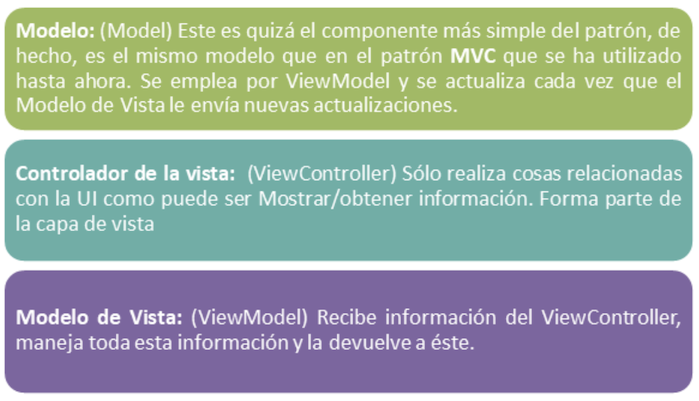 Modelo: (Model) Este es quizá el componente más simple del patrón, de
hecho, es el mismo modelo que en el patrón MVC que se ha utilizado
hasta ahora. Se emplea por ViewModel y se actualiza cada vez que el
Modelo de Vista le envía nuevas actualizaciones.
Controlador de la vista: (ViewController) Sólo realiza cosas relacionadas
con la UI como puede ser Mostrar/obtener información. Forma parte de
la capa de vista
Modelo de Vista: (ViewModel) Recibe información del ViewController,
maneja toda esta información y la devuelve a éste.